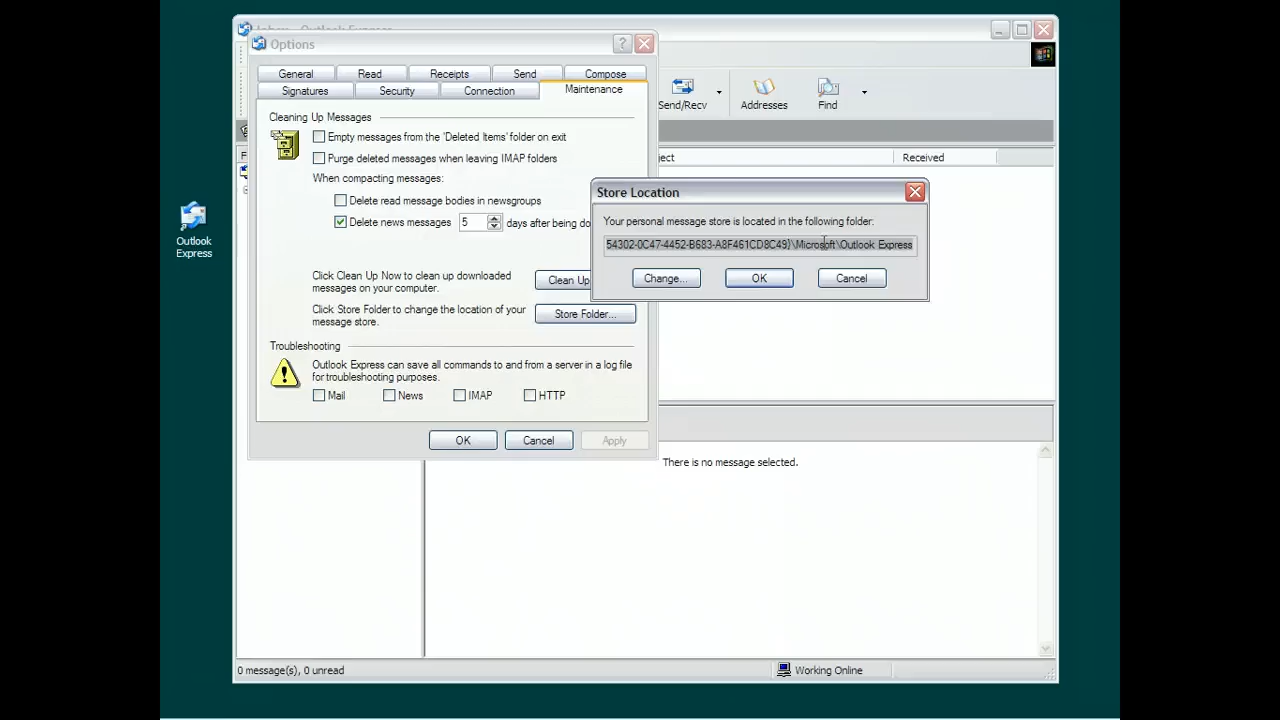 Inbox - Outlook Express
Options
General Read Receipts Send Compose
Signatures Security Connection Maintenance
Cleaning Up Messages
Empty messages from the 'Deleted Items' folder on exit
Purge deleted messages when leaving IMAP folders
When compacting messages:
Delete read message bodies in newsgroups
Delete news messages 5 days after being do
Click Clean Up Now to clean up downloaded
messages on your computer.
Clean Up
Click Store Folder to change the location of your
message store.
Store Folder...
Troubleshooting
Outlook Express can save all commands to and from a server in a log file
for troubleshooting purposes.
Mail News IMAP HTTP
OK Cancel Apply
Send/Recv Addresses Find
ject Received
Store Location
Your personal message store is located in the following folder:
54302-0C47-4452-B683-A8F461CD8C49}\Microsoft\Outlook Express
Change... OK Cancel
There is no message selected.
0 message(s), 0 unread
Working Online
Outlook
Express